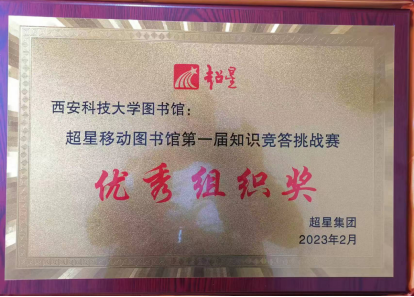 超星
西安科技大学图书馆：
超星移动图书馆第一届知识竞答挑战赛
优秀组织奖
超星集团
2023年2月